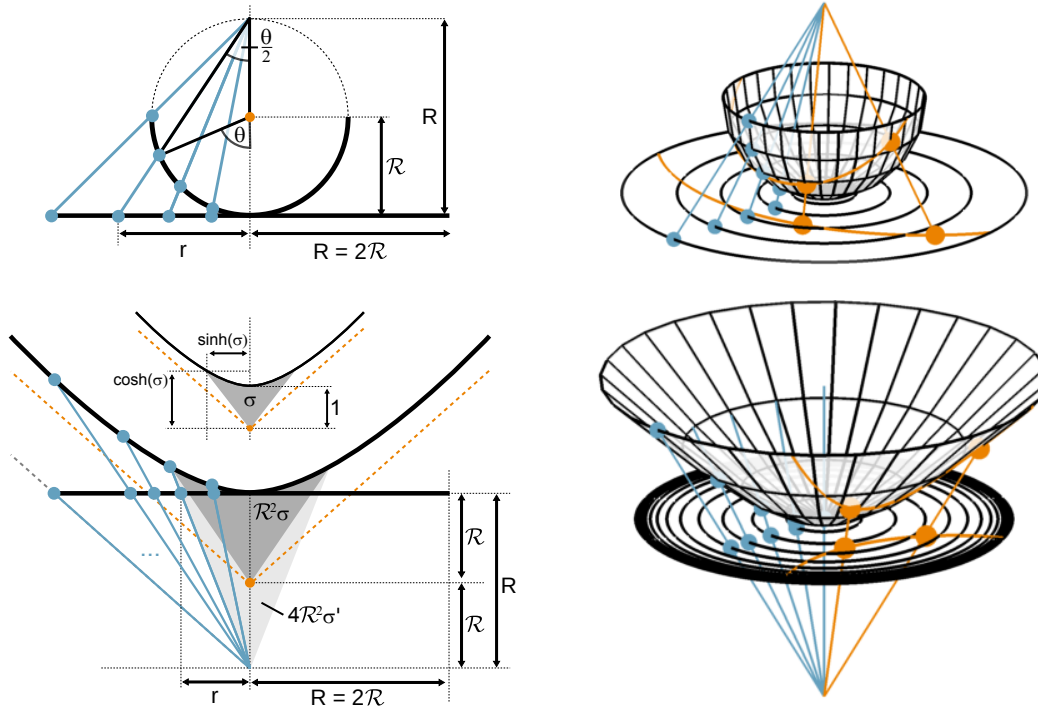 θ
2
θ
R
ℛ
r
R = 2ℛ
sinh(σ)
cosh(σ)
σ
1
ℛ²σ
ℛ
R
...
4ℛ²σ'
ℛ
r
R = 2ℛ